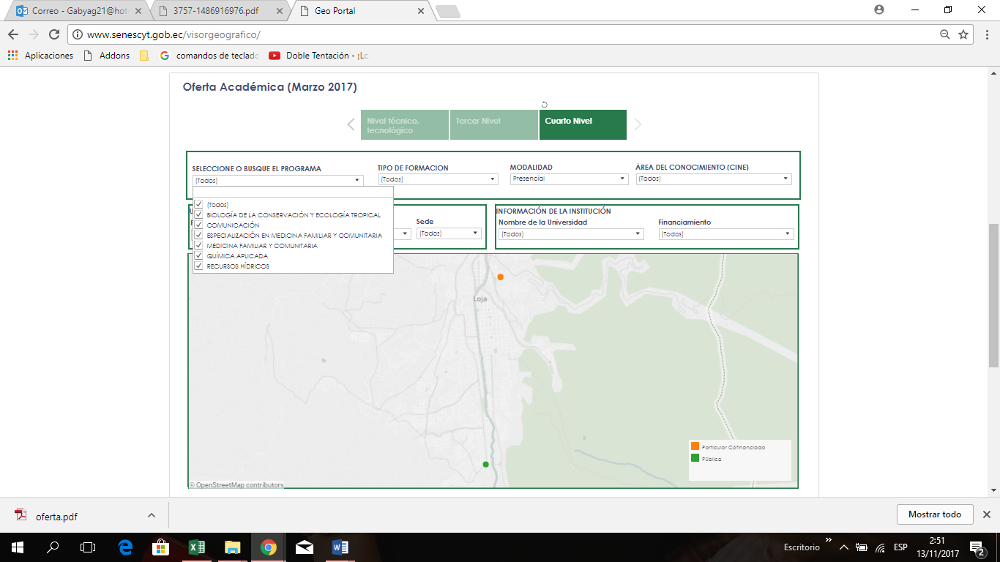 Correo - Gabyag21@hot
3757-1486916976.pdf
Geo Portal
www.senescyt.gob.ec/visorgeografico/
Aplicaciones
Addons
comandos de teclado
Doble Tentación - ¡Lo
Oferta Académica (Marzo 2017)
Nivel técnico, tecnológico
Tercer Nivel
Cuarto Nivel
SELECCIONE O BUSQUE EL PROGRAMA
TIPO DE FORMACION
MODALIDAD
ÁREA DEL CONOCIMIENTO (CINE)
(Todos)
(Todos)
Presencial
(Todos)
(Todos)
BIOLOGÍA DE LA CONSERVACIÓN Y ECOLOGÍA TROPICAL
COMUNICACIÓN
ESPECIALIZACIÓN EN MEDICINA FAMILIAR Y COMUNITARIA
MEDICINA FAMILIAR Y COMUNITARIA
QUÍMICA APLICADA
RECURSOS HÍDRICOS
Sede
(Todos)
INFORMACIÓN DE LA INSTITUCIÓN
Nombre de la Universidad
Financiamiento
(Todos)
(Todos)
Loja
Particular Cofinanciada
Pública
© OpenStreetMap contributors
oferta.pdf
Mostrar todo
Escritorio
ESP
2:51
13/11/2017
2